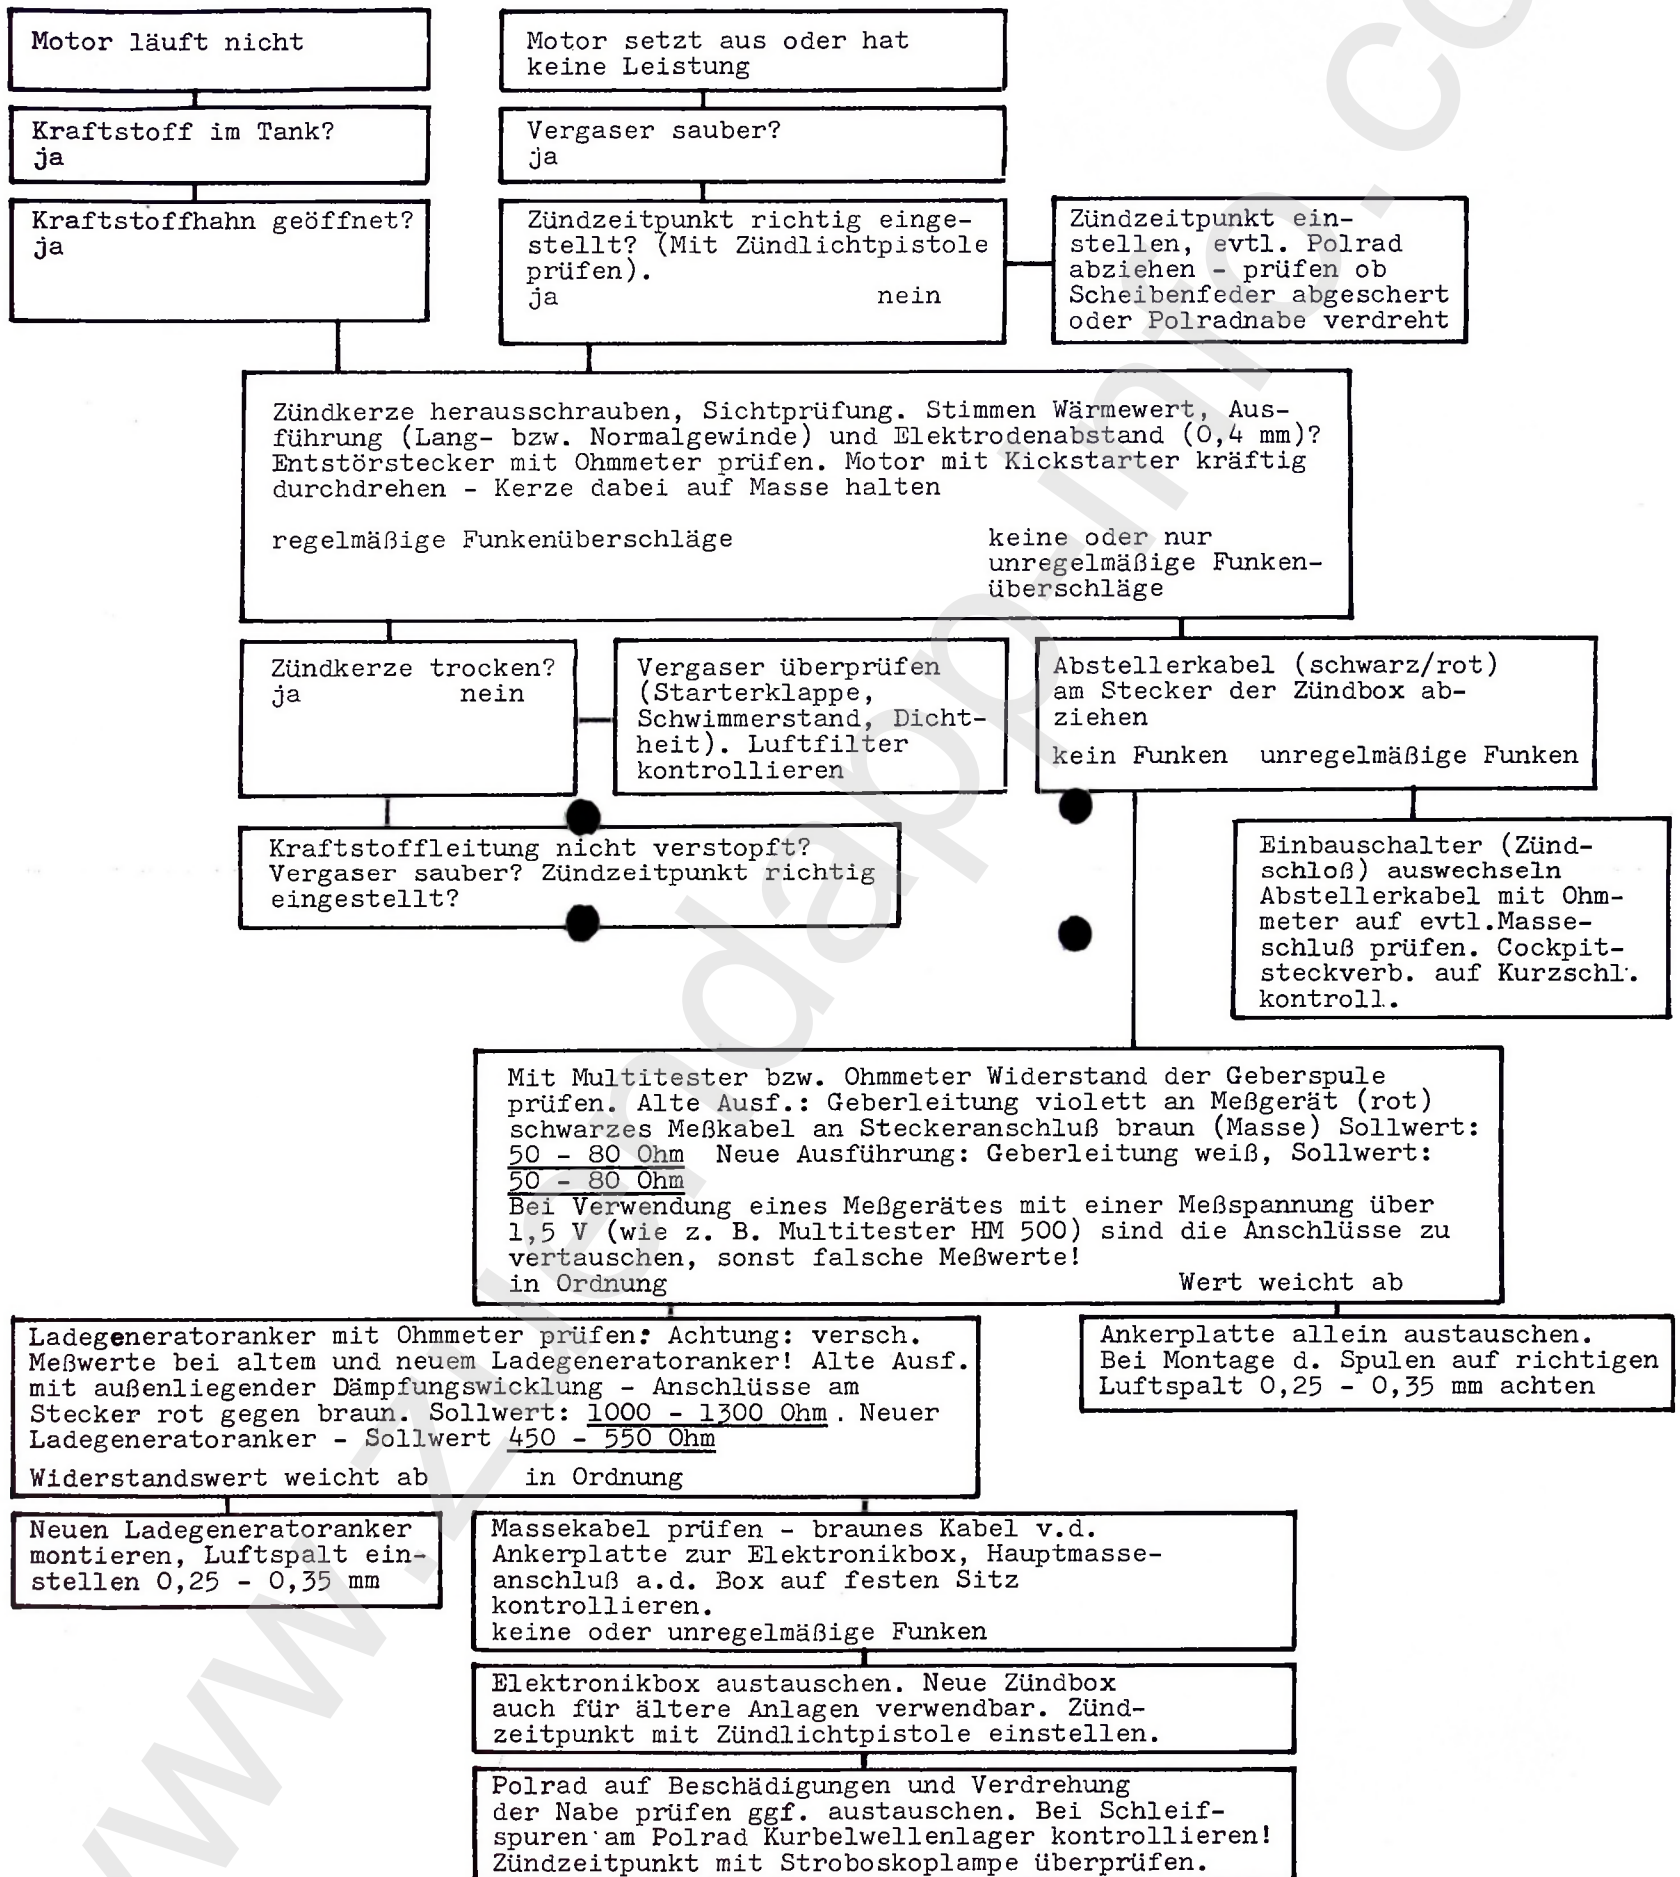 Motor läuft nicht
Motor setzt aus oder hat
keine Leistung
Kraftstoff im Tank?
ja
Vergaser sauber?
ja
Kraftstoffhahn geöffnet?
ja
Zündzeitpunkt richtig einge-
stellt? (Mit Zündlichtpistole
prüfen).
ja nein
Zündzeitpunkt ein-
stellen, evtl. Polrad
abziehen - prüfen ob
Scheibenfeder abgeschert
oder Polradnabe verdreht
Zündkerze herausschrauben, Sichtprüfung. Stimmen Wärmewert, Aus-
führung (Lang- bzw. Normalgewinde) und Elektrodenabstand (0,4 mm)?
Entstörstecker mit Ohmmeter prüfen. Motor mit Kickstarter kräftig
durchdrehen - Kerze dabei auf Masse halten
regelmäßige Funkenüberschläge
keine oder nur
unregelmäßige Funken-
überschläge
Zündkerze trocken?
ja nein
Vergaser überprüfen
(Starterklappe,
Schwimmerstand, Dicht-
heit). Luftfilter
kontrollieren
Abstellerkabel (schwarz/rot)
am Stecker der Zündbox ab-
ziehen
kein Funken unregelmäßige Funken
Kraftstoffleitung nicht verstopft?
Vergaser sauber? Zündzeitpunkt richtig
eingestellt?
Einbauschalter (Zünd-
schloß) auswechseln
Abstellerkabel mit Ohm-
meter auf evtl.Masse-
schluß prüfen. Cockpit-
steckverb. auf Kurzschl.
kontroll.
Mit Multitester bzw. Ohmmeter Widerstand der Geberspule
prüfen. Alte Ausf.: Geberleitung violett an Meßgerät (rot)
schwarzes Meßkabel an Steckeranschluß braun (Masse) Sollwert:
50 - 80 Ohm Neue Ausführung: Geberleitung weiß, Sollwert:
50 - 80 Ohm
Bei Verwendung eines Meßgerätes mit einer Meßspannung über
1,5 V (wie z. B. Multitester HM 500) sind die Anschlüsse zu
vertauschen, sonst falsche Meßwerte!
in Ordnung Wert weicht ab
Ladegeneratoranker mit Ohmmeter prüfen: Achtung: versch.
Meßwerte bei altem und neuem Ladegeneratoranker! Alte Ausf.
mit außenliegender Dämpfungswicklung - Anschlüsse am
Stecker rot gegen braun. Sollwert: 1000 - 1300 Ohm. Neuer
Ladegeneratoranker - Sollwert 450 - 550 Ohm
Widerstandswert weicht ab in Ordnung
Ankerplatte allein austauschen.
Bei Montage d. Spulen auf richtigen
Luftspalt 0,25 - 0,35 mm achten
Neuen Ladegeneratoranker
montieren, Luftspalt ein-
stellen 0,25 - 0,35 mm
Massekabel prüfen - braunes Kabel v.d.
Ankerplatte zur Elektronikbox, Hauptmasse-
anschluß a.d. Box auf festen Sitz
kontrollieren.
keine oder unregelmäßige Funken
Elektronikbox austauschen. Neue Zündbox
auch für ältere Anlagen verwendbar. Zünd-
zeitpunkt mit Zündlichtpistole einstellen.
Polrad auf Beschädigungen und Verdrehung
der Nabe prüfen ggf. austauschen. Bei Schleif-
spuren am Polrad Kurbelwellenlager kontrollieren!
Zündzeitpunkt mit Stroboskoplampe überprüfen.
www.zuendapp-info.co